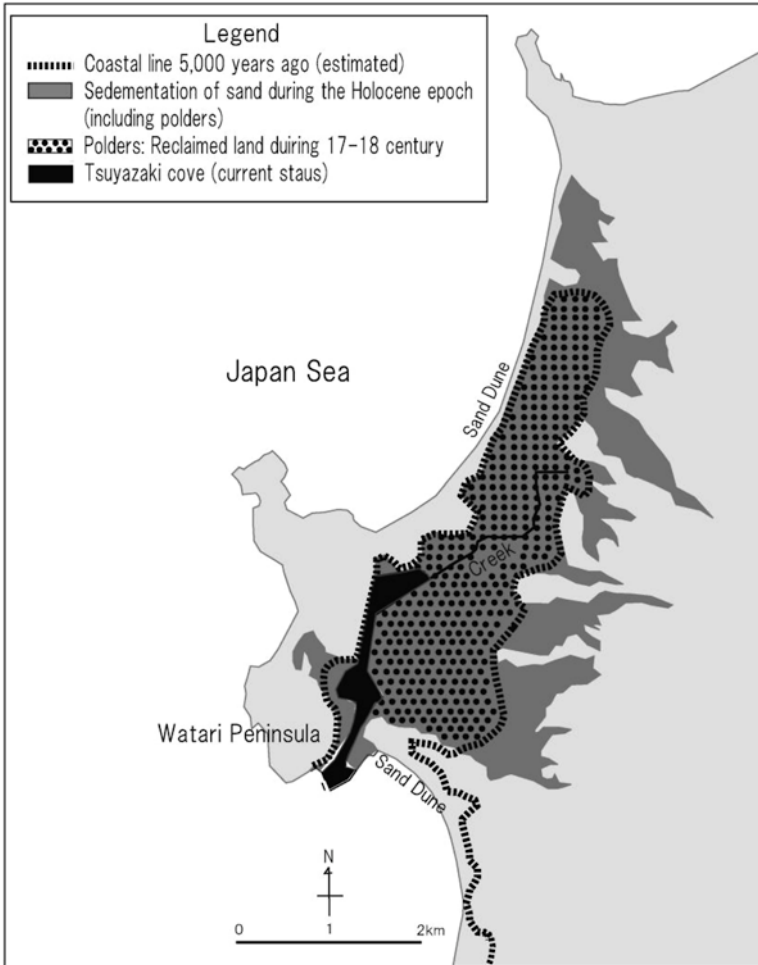 Legend
Coastal line 5,000 years ago (estimated)
Sedementation of sand during the Holocene epoch
(including polders)
Polders: Reclaimed land duiring 17-18 century
Tsuyazaki cove (current staus)
Japan Sea
Sand Dune
Creek
Watari Peninsula
Sand Dune
N
0 1 2km